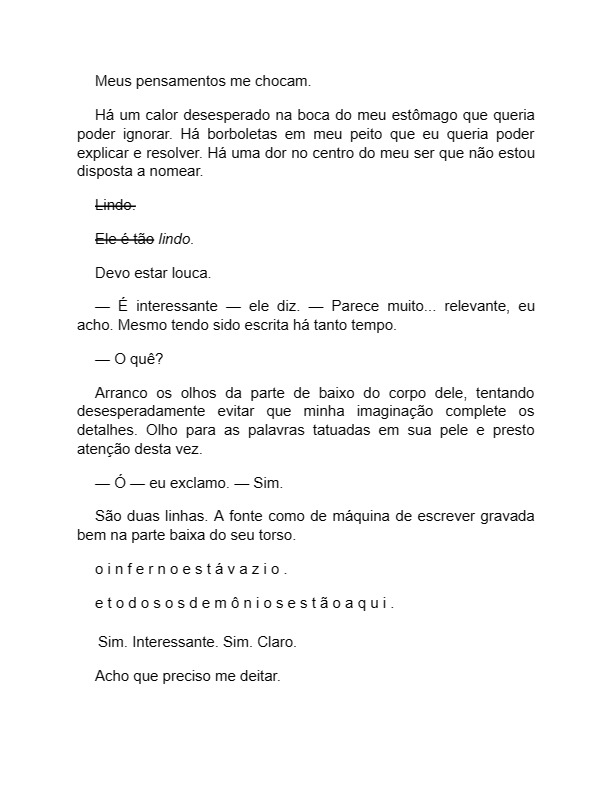 Meus pensamentos me chocam.
Há um calor desesperado na boca do meu estômago que queria
poder ignorar. Há borboletas em meu peito que eu queria poder
explicar e resolver. Há uma dor no centro do meu ser que não estou
disposta a nomear.
Lindo.
Ele é tão lindo.
Devo estar louca.
— É interessante — ele diz. — Parece muito... relevante, eu
acho. Mesmo tendo sido escrita há tanto tempo.
— O quê?
Arranco os olhos da parte de baixo do corpo dele, tentando
desesperadamente evitar que minha imaginação complete os
detalhes. Olho para as palavras tatuadas em sua pele e presto
atenção desta vez.
— Ó — eu exclamo. — Sim.
São duas linhas. A fonte como de máquina de escrever gravada
bem na parte baixa do seu torso.
o i n f e r n o e s t á v a z i o .
e t o d o s o s d e m ô n i o s e s t ã o a q u i .
Sim. Interessante. Sim. Claro.
Acho que preciso me deitar.